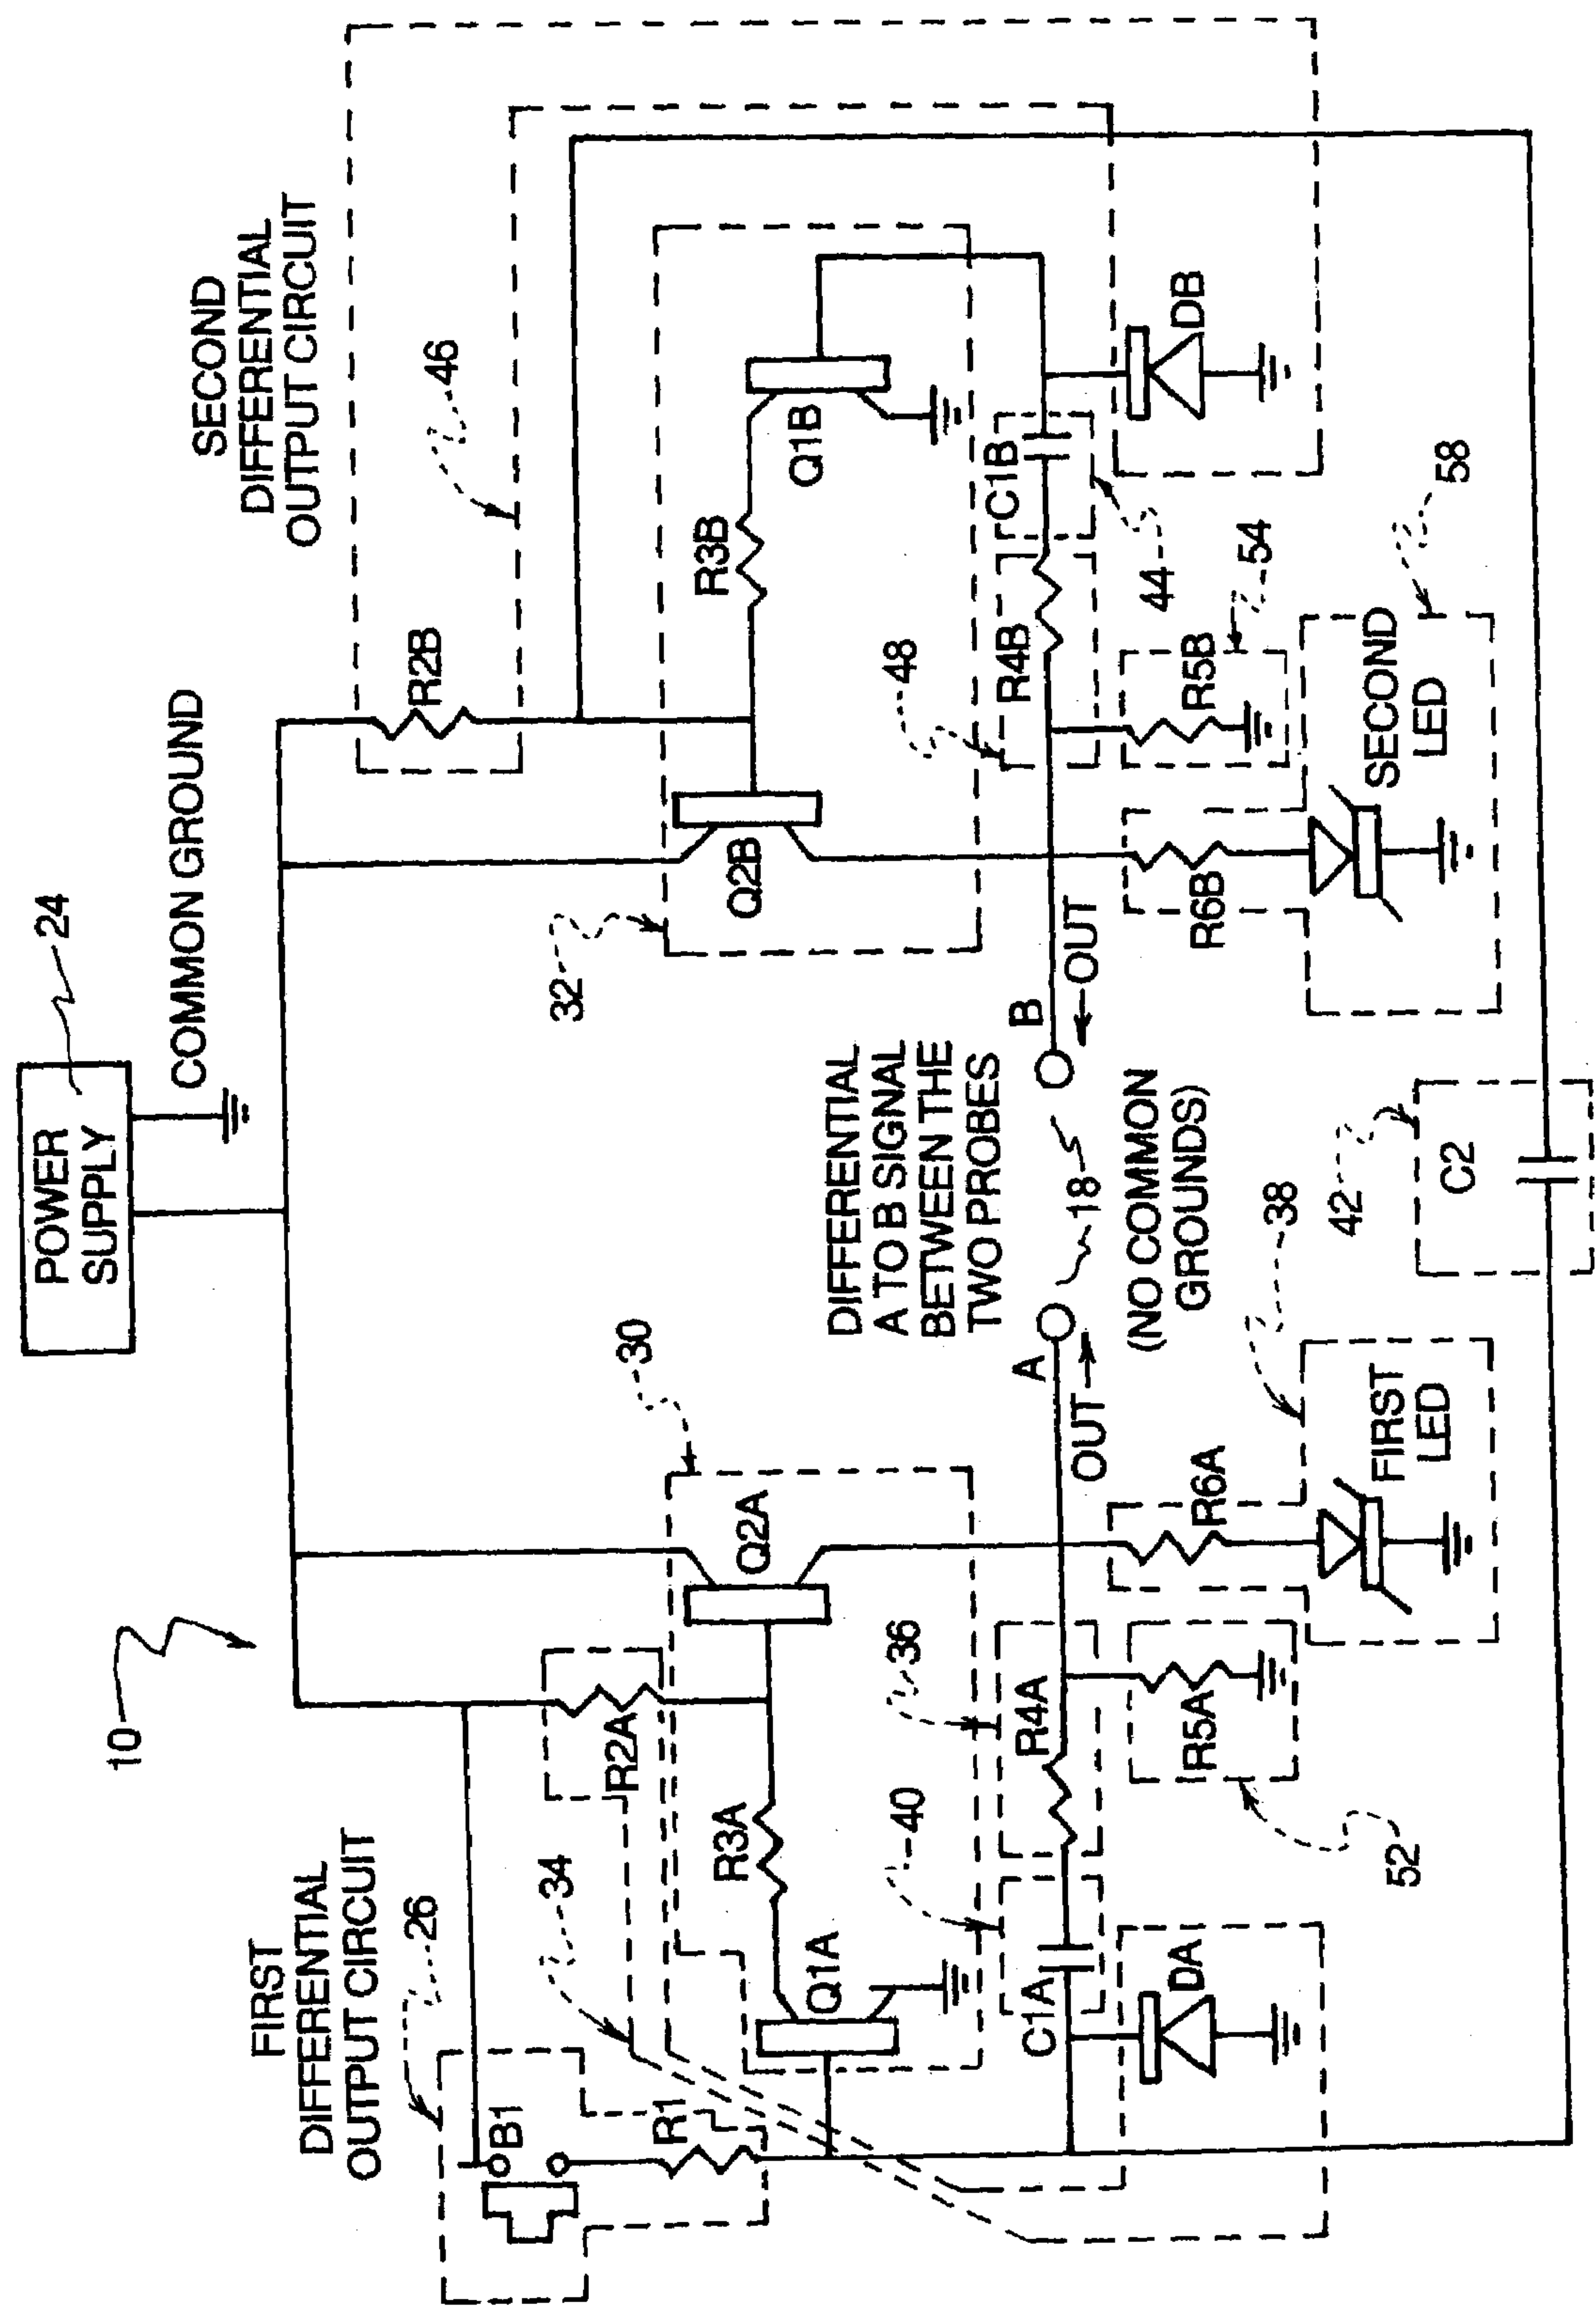 10
POWER
SUPPLY
24
COMMON GROUND
FIRST
DIFFERENTIAL
OUTPUT CIRCUIT
26
34
B1
R1
R2A
30
Q2A
R3A
Q1A
40
36
C1A
R4A
DA
52
R5A
R6A
38
FIRST
LED
A
OUT
DIFFERENTIAL
A TO B SIGNAL
BETWEEN THE
TWO PROBES
18
(NO COMMON
GROUNDS)
B
OUT
42
C2
SECOND
DIFFERENTIAL
OUTPUT CIRCUIT
46
R2B
32
Q2B
R3B
Q1B
48
R4B
C1B
44
DB
R5B
54
R6B
58
SECOND
LED